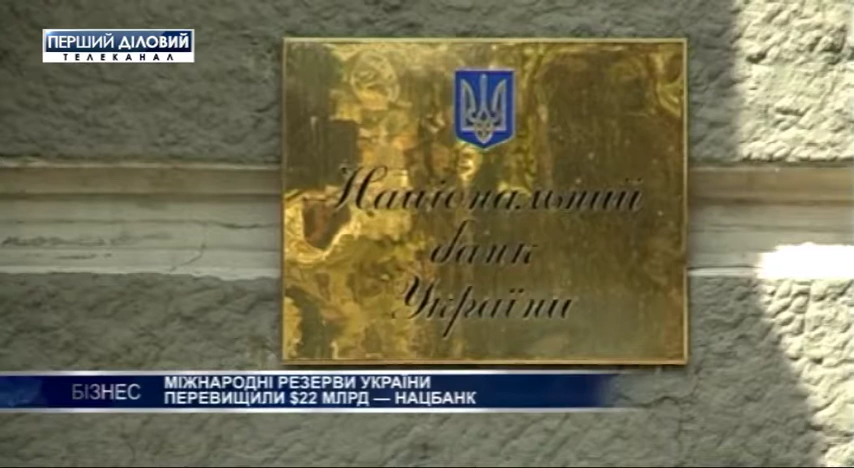 ПЕРШИЙ ДІЛОВИЙ
ТЕЛЕКАНАЛ
Національний
банк
України
БІЗНЕС
МІЖНАРОДНІ РЕЗЕРВИ УКРАЇНИ
ПЕРЕВИЩИЛИ $22 МЛРД — НАЦБАНК